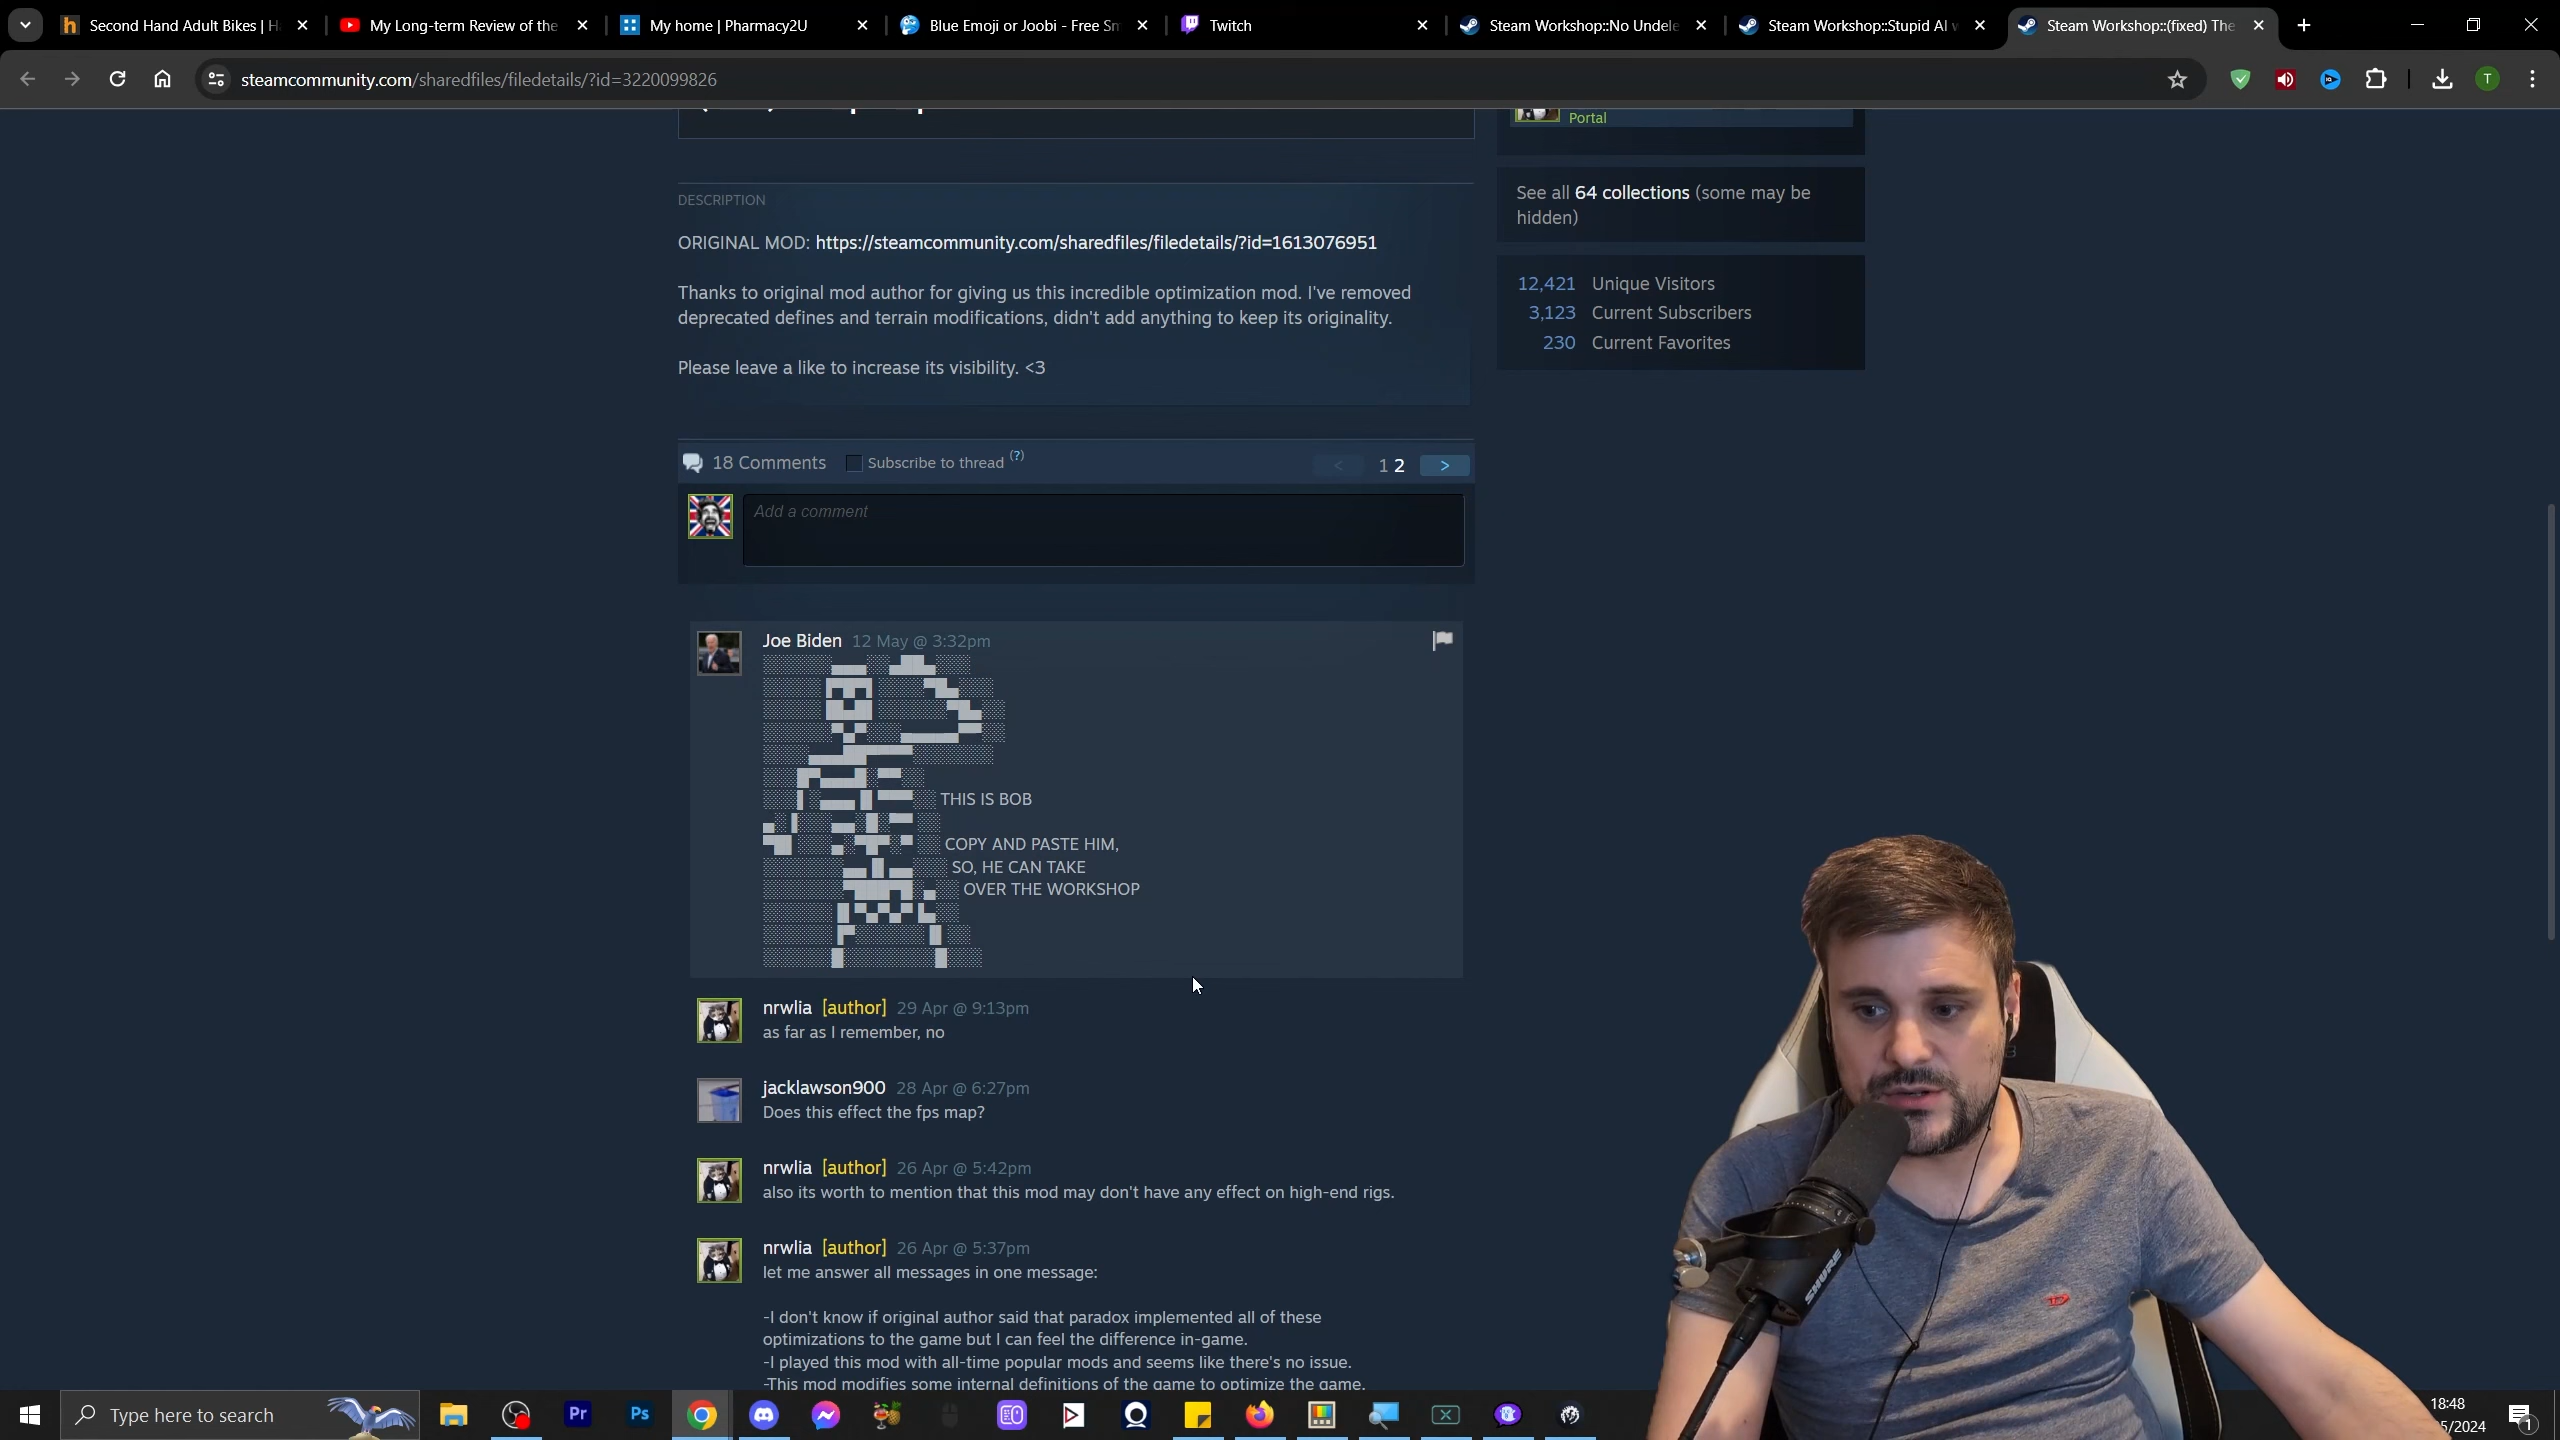 Second Hand Adult Bikes | H
My Long-term Review of the
My home | Pharmacy2U
Blue Emoji or Joobi - Free Sm
Twitch
Steam Workshop::No Undele
Steam Workshop::Stupid AI v
Steam Workshop::(fixed) The
steamcommunity.com/sharedfiles/filedetails/?id=3220099826
T
Portal
See all 64 collections (some may be
hidden)
12,421 Unique Visitors
3,123 Current Subscribers
230 Current Favorites
DESCRIPTION
ORIGINAL MOD: https://steamcommunity.com/sharedfiles/filedetails/?id=1613076951
Thanks to original mod author for giving us this incredible optimization mod. I've removed
deprecated defines and terrain modifications, didn't add anything to keep its originality.
Please leave a like to increase its visibility. <3
18 Comments Subscribe to thread (?)
< 1 2 >
Add a comment
Joe Biden 12 May @ 3:32pm
THIS IS BOB
COPY AND PASTE HIM,
SO, HE CAN TAKE
OVER THE WORKSHOP
nrwlia [author] 29 Apr @ 9:13pm
as far as I remember, no
jacklawson900 28 Apr @ 6:27pm
Does this effect the fps map?
nrwlia [author] 26 Apr @ 5:42pm
also its worth to mention that this mod may don't have any effect on high-end rigs.
nrwlia [author] 26 Apr @ 5:37pm
let me answer all messages in one message:
-I don't know if original author said that paradox implemented all of these
optimizations to the game but I can feel the difference in-game.
-I played this mod with all-time popular mods and seems like there's no issue.
-This mod modifies some internal definitions of the game to optimize the game.
SHURE
Type here to search
Pr
Ps
18:48
5/2024
1